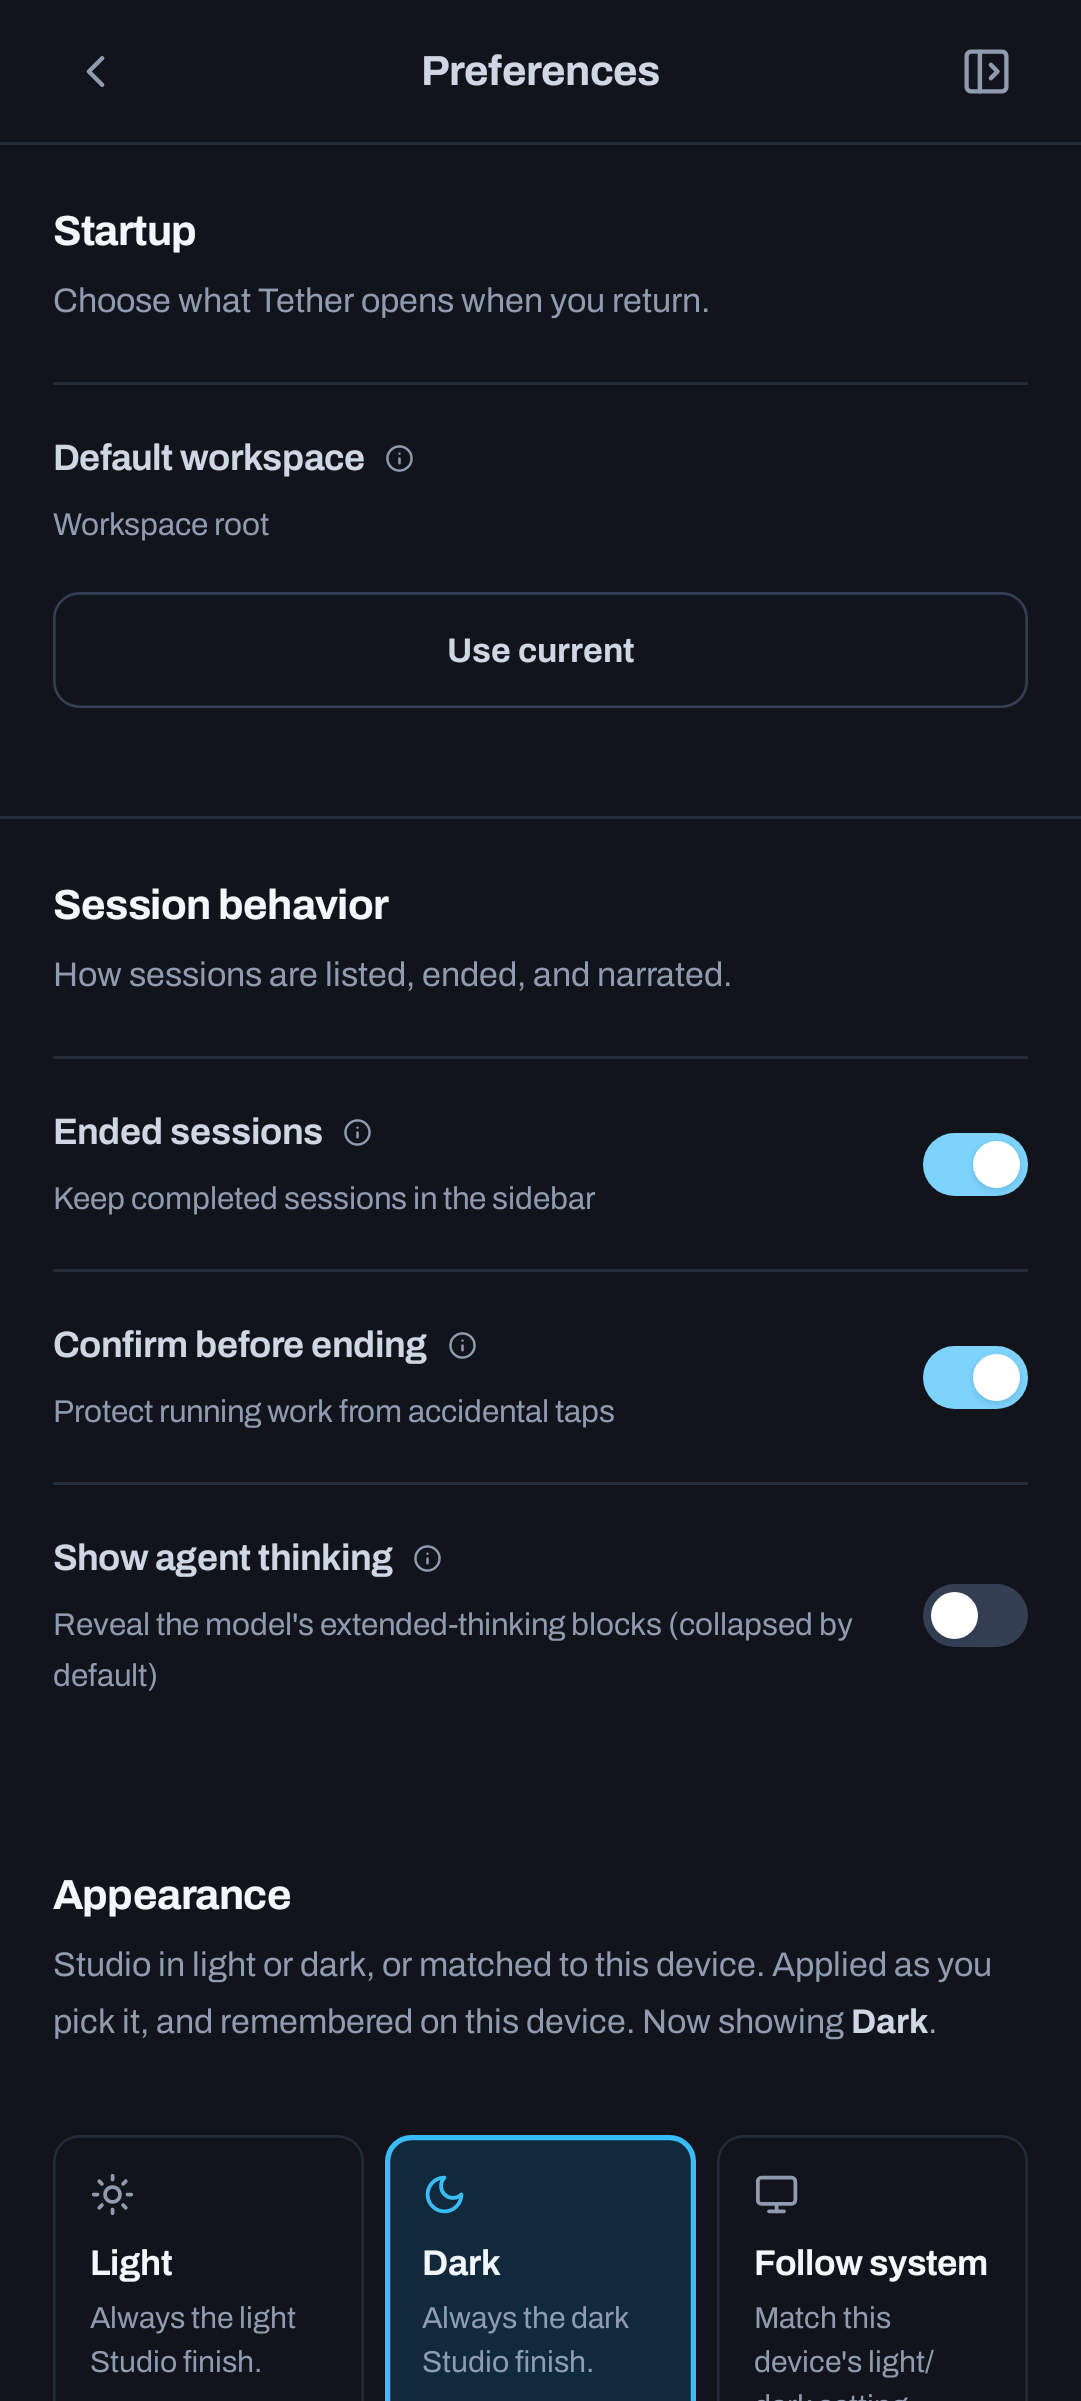 Preferences
Startup
Choose what Tether opens when you return.
Default workspace
Workspace root
Use current
Session behavior
How sessions are listed, ended, and narrated.
Ended sessions
Keep completed sessions in the sidebar
Confirm before ending
Protect running work from accidental taps
Show agent thinking
Reveal the model's extended-thinking blocks (collapsed by
default)
Appearance
Studio in light or dark, or matched to this device. Applied as you
pick it, and remembered on this device. Now showing Dark.
Light
Always the light
Studio finish.
Dark
Always the dark
Studio finish.
Follow system
Match this
device's light/
dark setting